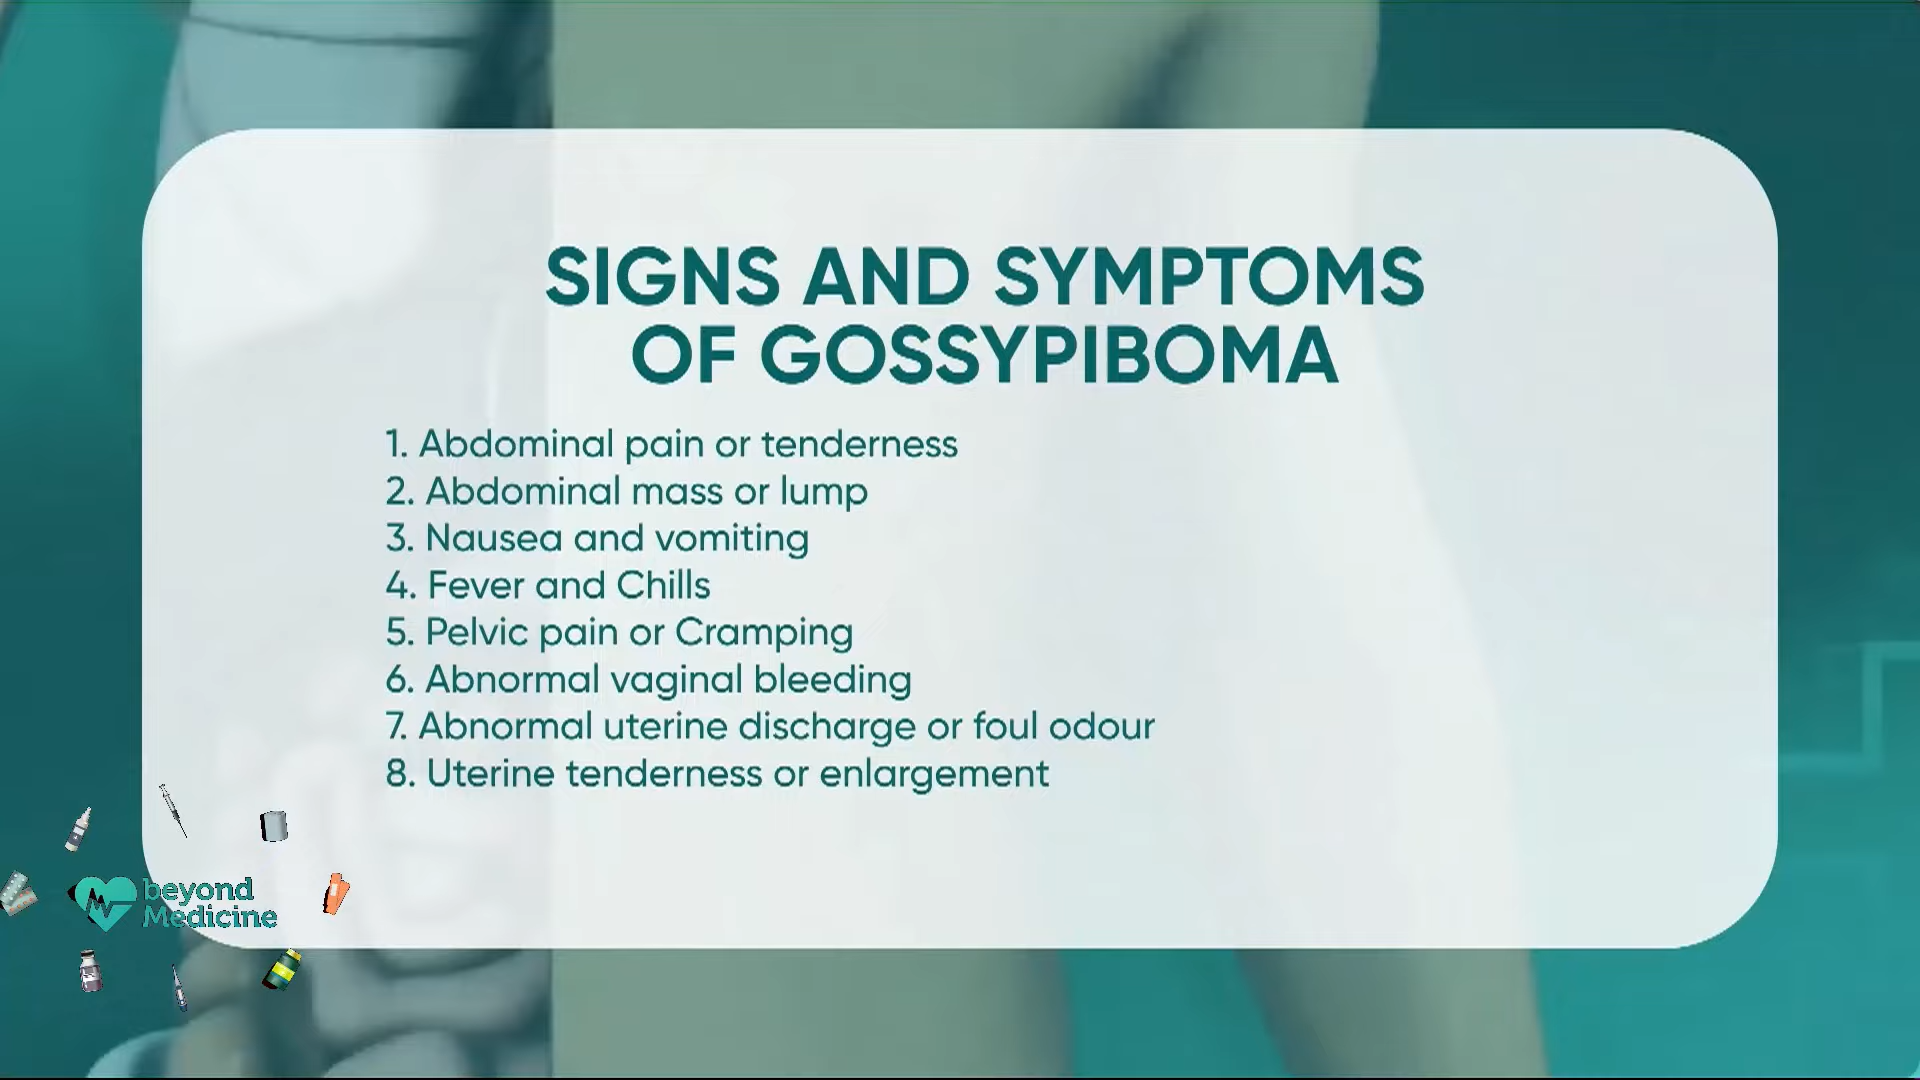 SIGNS AND SYMPTOMS
OF GOSSYPIBOMA
1. Abdominal pain or tenderness
2. Abdominal mass or lump
3. Nausea and vomiting
4. Fever and Chills
5. Pelvic pain or Cramping
6. Abnormal vaginal bleeding
7. Abnormal uterine discharge or foul odour
8. Uterine tenderness or enlargement
beyond
Medicine